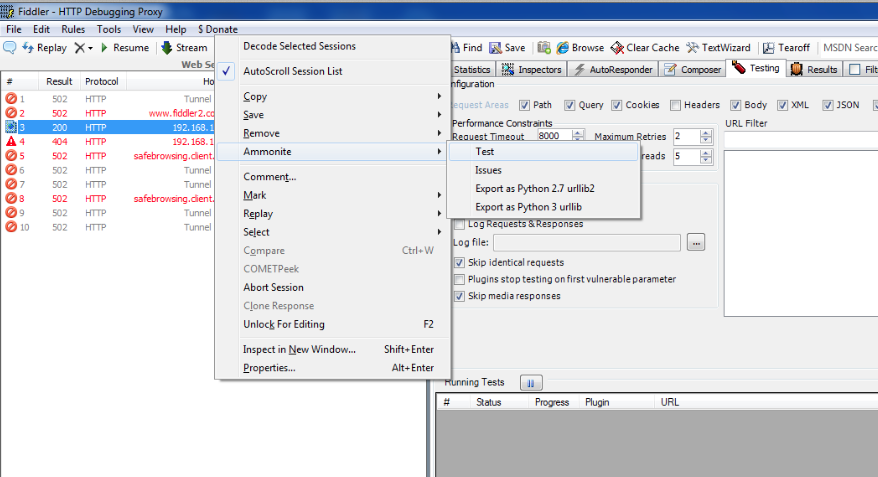 Fiddler - HTTP Debugging Proxy
File Edit Rules Tools View Help $ Donate
Replay X Resume Stream
Find Save Browse Clear Cache TextWizard Tearoff MSDN Searc
Web Se
# Result Protocol Ho
1 502 HTTP Tunnel
2 502 HTTP www.fiddler2.co
3 200 HTTP 192.168.1
4 404 HTTP 192.168.1
5 502 HTTP safebrowsing.client.
6 502 HTTP Tunnel
7 502 HTTP Tunnel
8 502 HTTP safebrowsing.client.
9 502 HTTP Tunnel
10 502 HTTP Tunnel
Decode Selected Sessions
AutoScroll Session List
Copy
Save
Remove
Ammonite
Comment...
Mark
Replay
Select
Compare Ctrl+W
COMETPeek
Abort Session
Clone Response
Unlock For Editing F2
Inspect in New Window... Shift+Enter
Properties... Alt+Enter
Test
Issues
Export as Python 2.7 urllib2
Export as Python 3 urllib
Statistics Inspectors AutoResponder Composer Testing Results Filt
nfiguration
equest Areas Path Query Cookies Headers Body XML JSON
Performance Constraints
Request Timeout 8000 Maximum Retries 2
reads 5
URL Filter
Log Requests & Responses
Log file: ...
Skip identical requests
Plugins stop testing on first vulnerable parameter
Skip media responses
Running Tests
# Status Progress Plugin URL